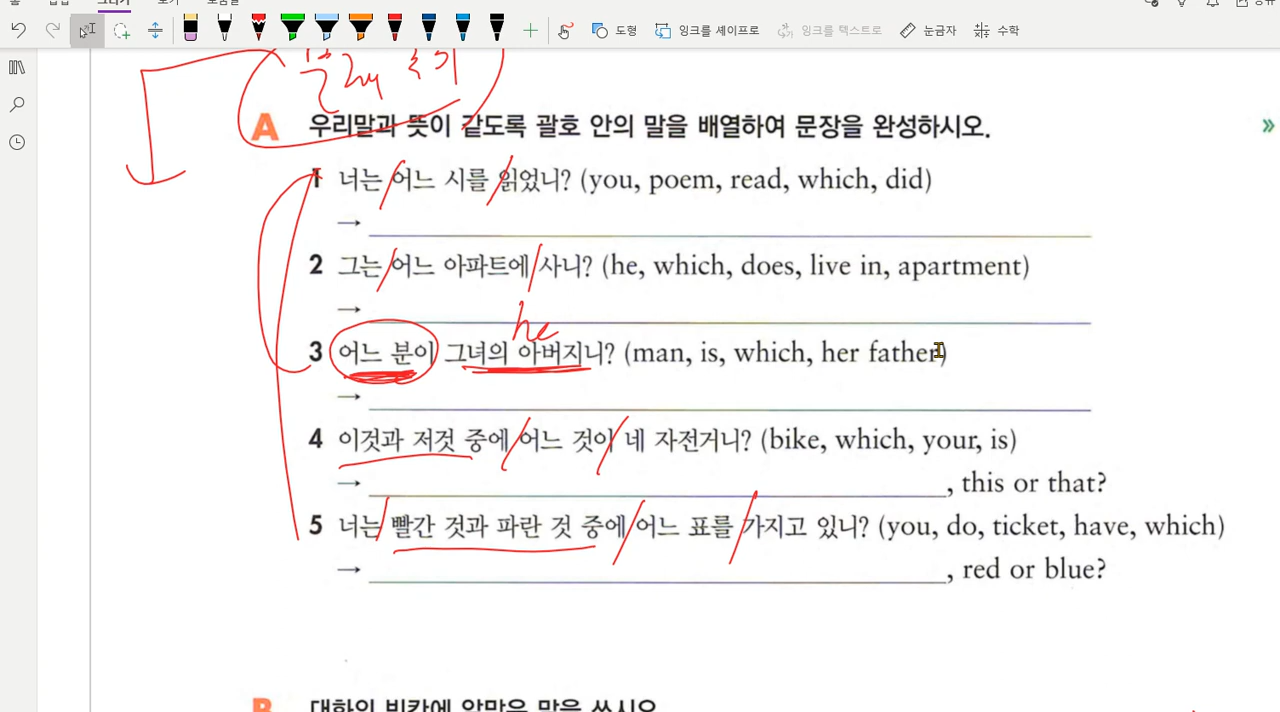 도형 잉크를 셰이프로 잉크를 텍스트로 눈금자 수학
A 우리말과 뜻이 같도록 괄호 안의 말을 배열하여 문장을 완성하시오.
1 너는 어느 시를 읽었니? (you, poem, read, which, did)
→
2 그는 어느 아파트에 사니? (he, which, does, live in, apartment)
→
he
3 어느 분이 그녀의 아버지니? (man, is, which, her father)
→
4 이것과 저것 중에 어느 것이 네 자전거니? (bike, which, your, is)
→ , this or that?
5 너는 빨간 것과 파란 것 중에 어느 표를 가지고 있니? (you, do, ticket, have, which)
→ , red or blue?